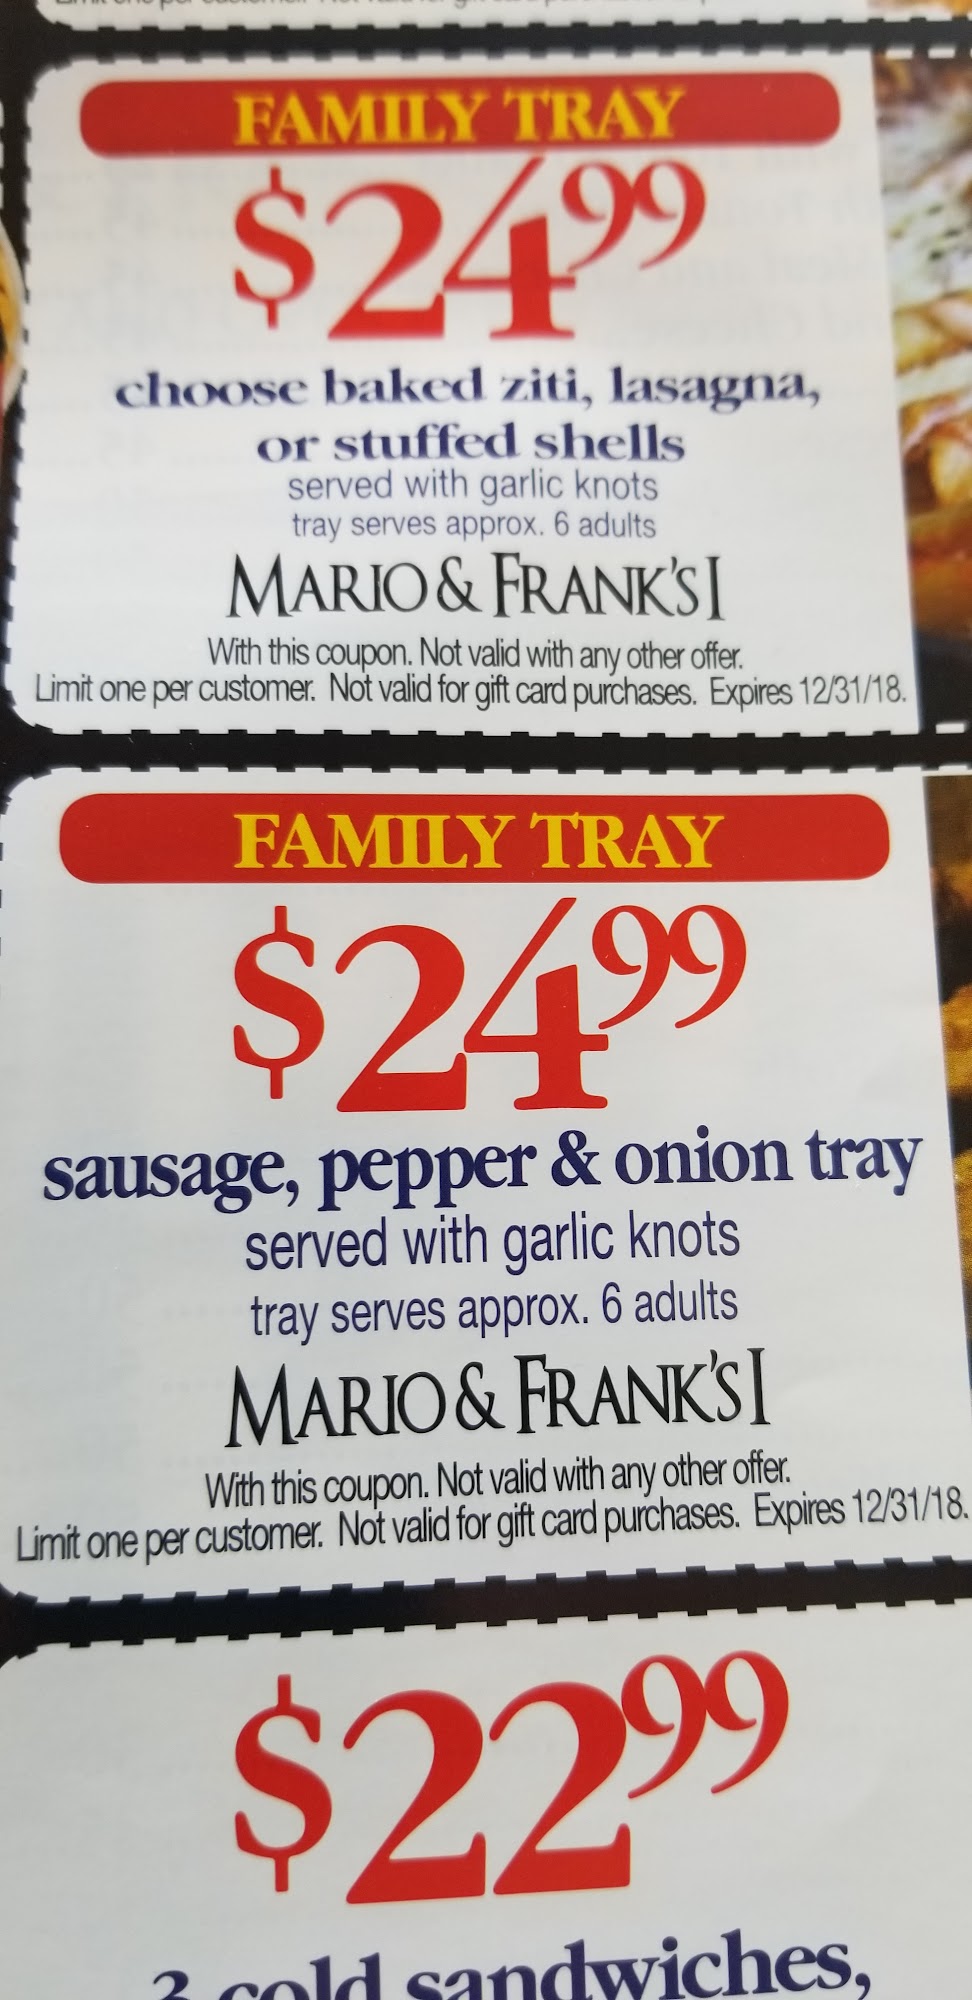 FAMILY TRAY
$24.99
choose baked ziti, lasagna,
or stuffed shells
served with garlic knots
tray serves approx. 6 adults
MARIO & FRANK'S I
With this coupon. Not valid with any other offer.
Limit one per customer. Not valid for gift card purchases. Expires 12/31/18.
FAMILY TRAY
$24.99
sausage, pepper & onion tray
served with garlic knots
tray serves approx. 6 adults
MARIO & FRANK'S I
With this coupon. Not valid with any other offer.
Limit one per customer. Not valid for gift card purchases. Expires 12/31/18.
$22.99
3 cold sandwiches,